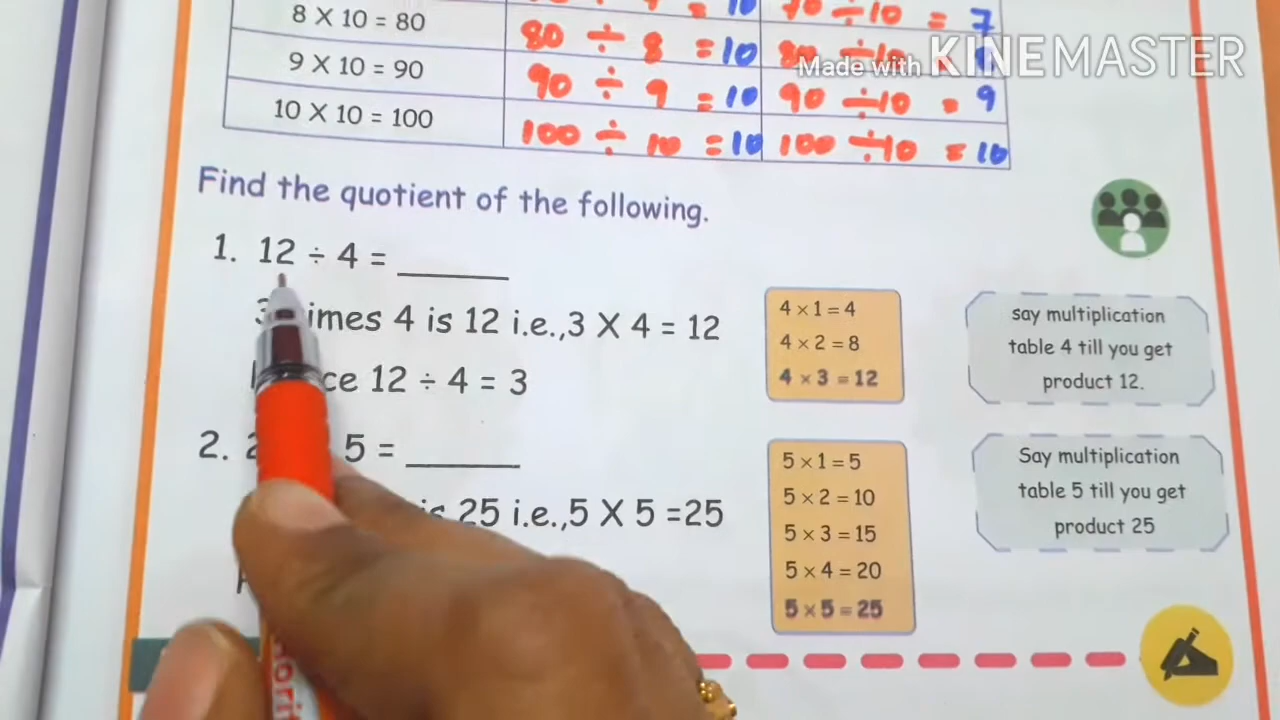 8 X 10 = 80
80 ÷ 8 = 10
70 ÷ 10 = 7
9 X 10 = 90
90 ÷ 9 = 10
90 ÷ 10 = 9
10 X 10 = 100
100 ÷ 10 = 10
100 ÷ 10 = 10
Made with KINEMASTER
Find the quotient of the following.
1. 12 ÷ 4 = ______
3 imes 4 is 12 i.e.,3 X 4 = 12
ce 12 ÷ 4 = 3
4 × 1 = 4
4 × 2 = 8
4 × 3 = 12
say multiplication
table 4 till you get
product 12.
2. 5 = ______
is 25 i.e.,5 X 5 =25
5 × 1 = 5
5 × 2 = 10
5 × 3 = 15
5 × 4 = 20
5 × 5 = 25
Say multiplication
table 5 till you get
product 25